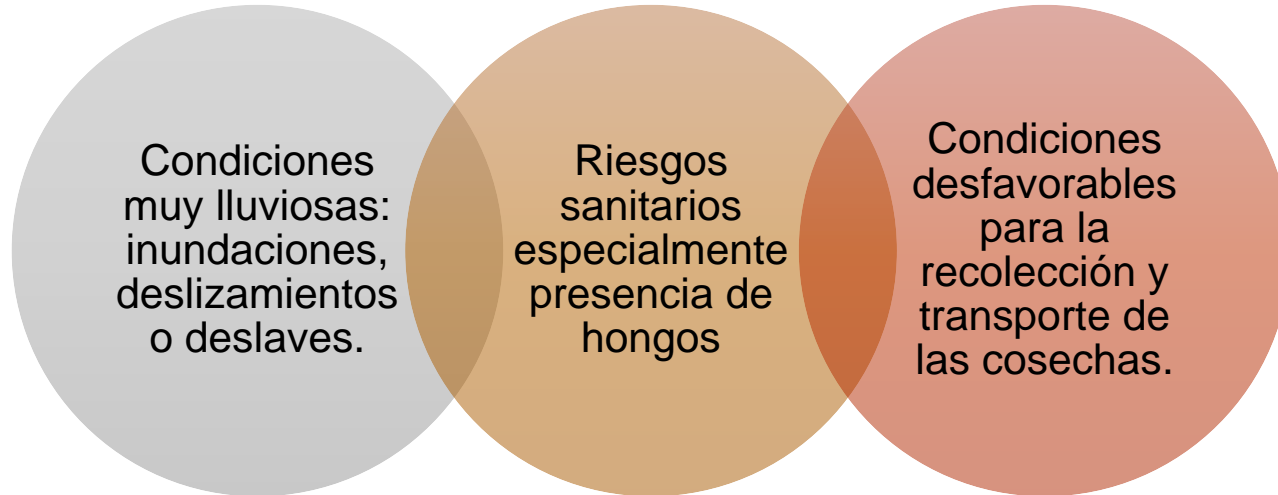 Condiciones
muy lluviosas:
inundaciones,
deslizamientos
o deslaves.
Riesgos
sanitarios
especialmente
presencia de
hongos
Condiciones
desfavorables
para la
recolección y
transporte de
las cosechas.